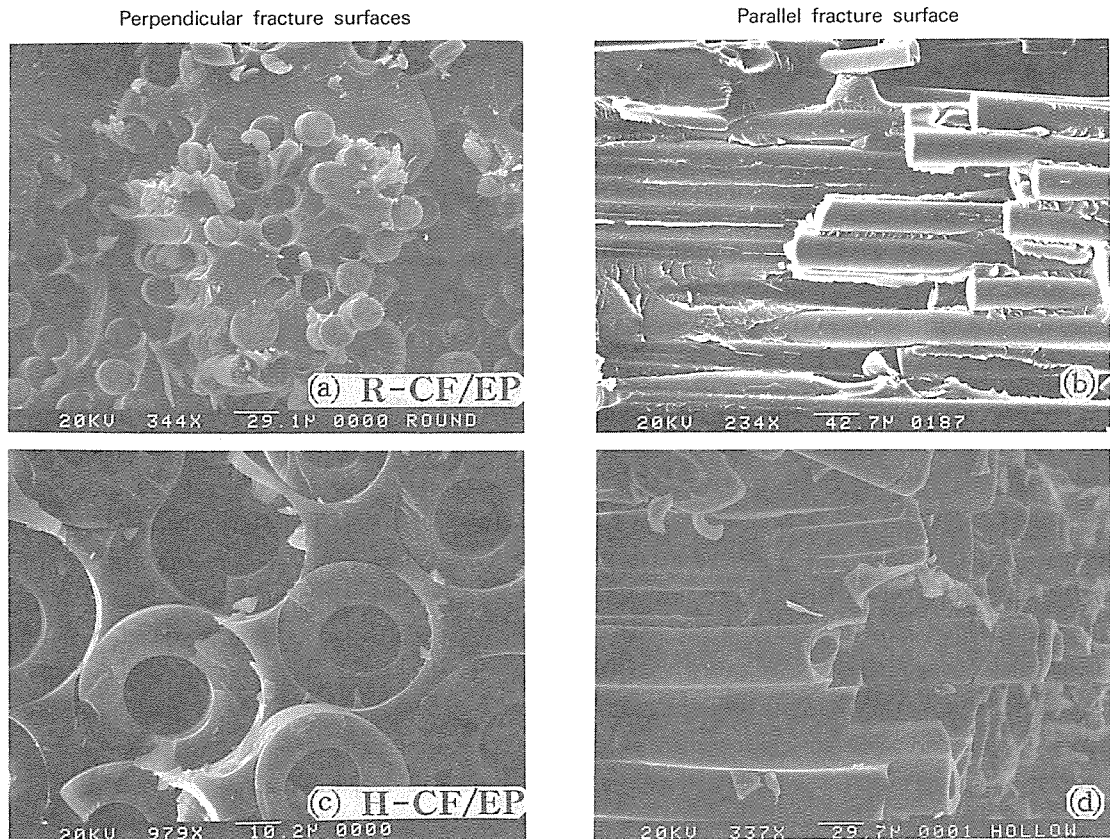 Perpendicular fracture surfaces
Parallel fracture surface
(a) R-CF/EP
20KV 344X 29.1μ 0000 ROUND
(b)
20KV 234X 42.7μ 0187
(c) H-CF/EP
20KV 979X 10.2μ 0000
(d)
20KV 337X 29.7μ 0001 HOLLOW